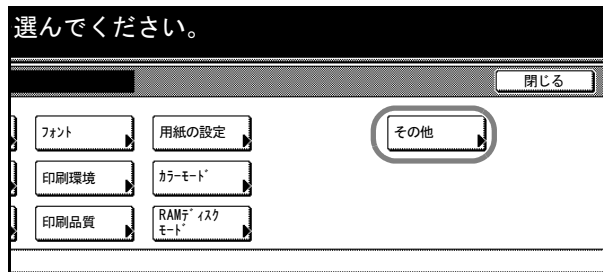 選んでください。
閉じる
ﾌｫﾝﾄ
用紙の設定
その他
印刷環境
ｶﾗｰﾓｰﾄﾞ
印刷品質
RAMﾃﾞｨｽｸ
ﾓｰﾄﾞ